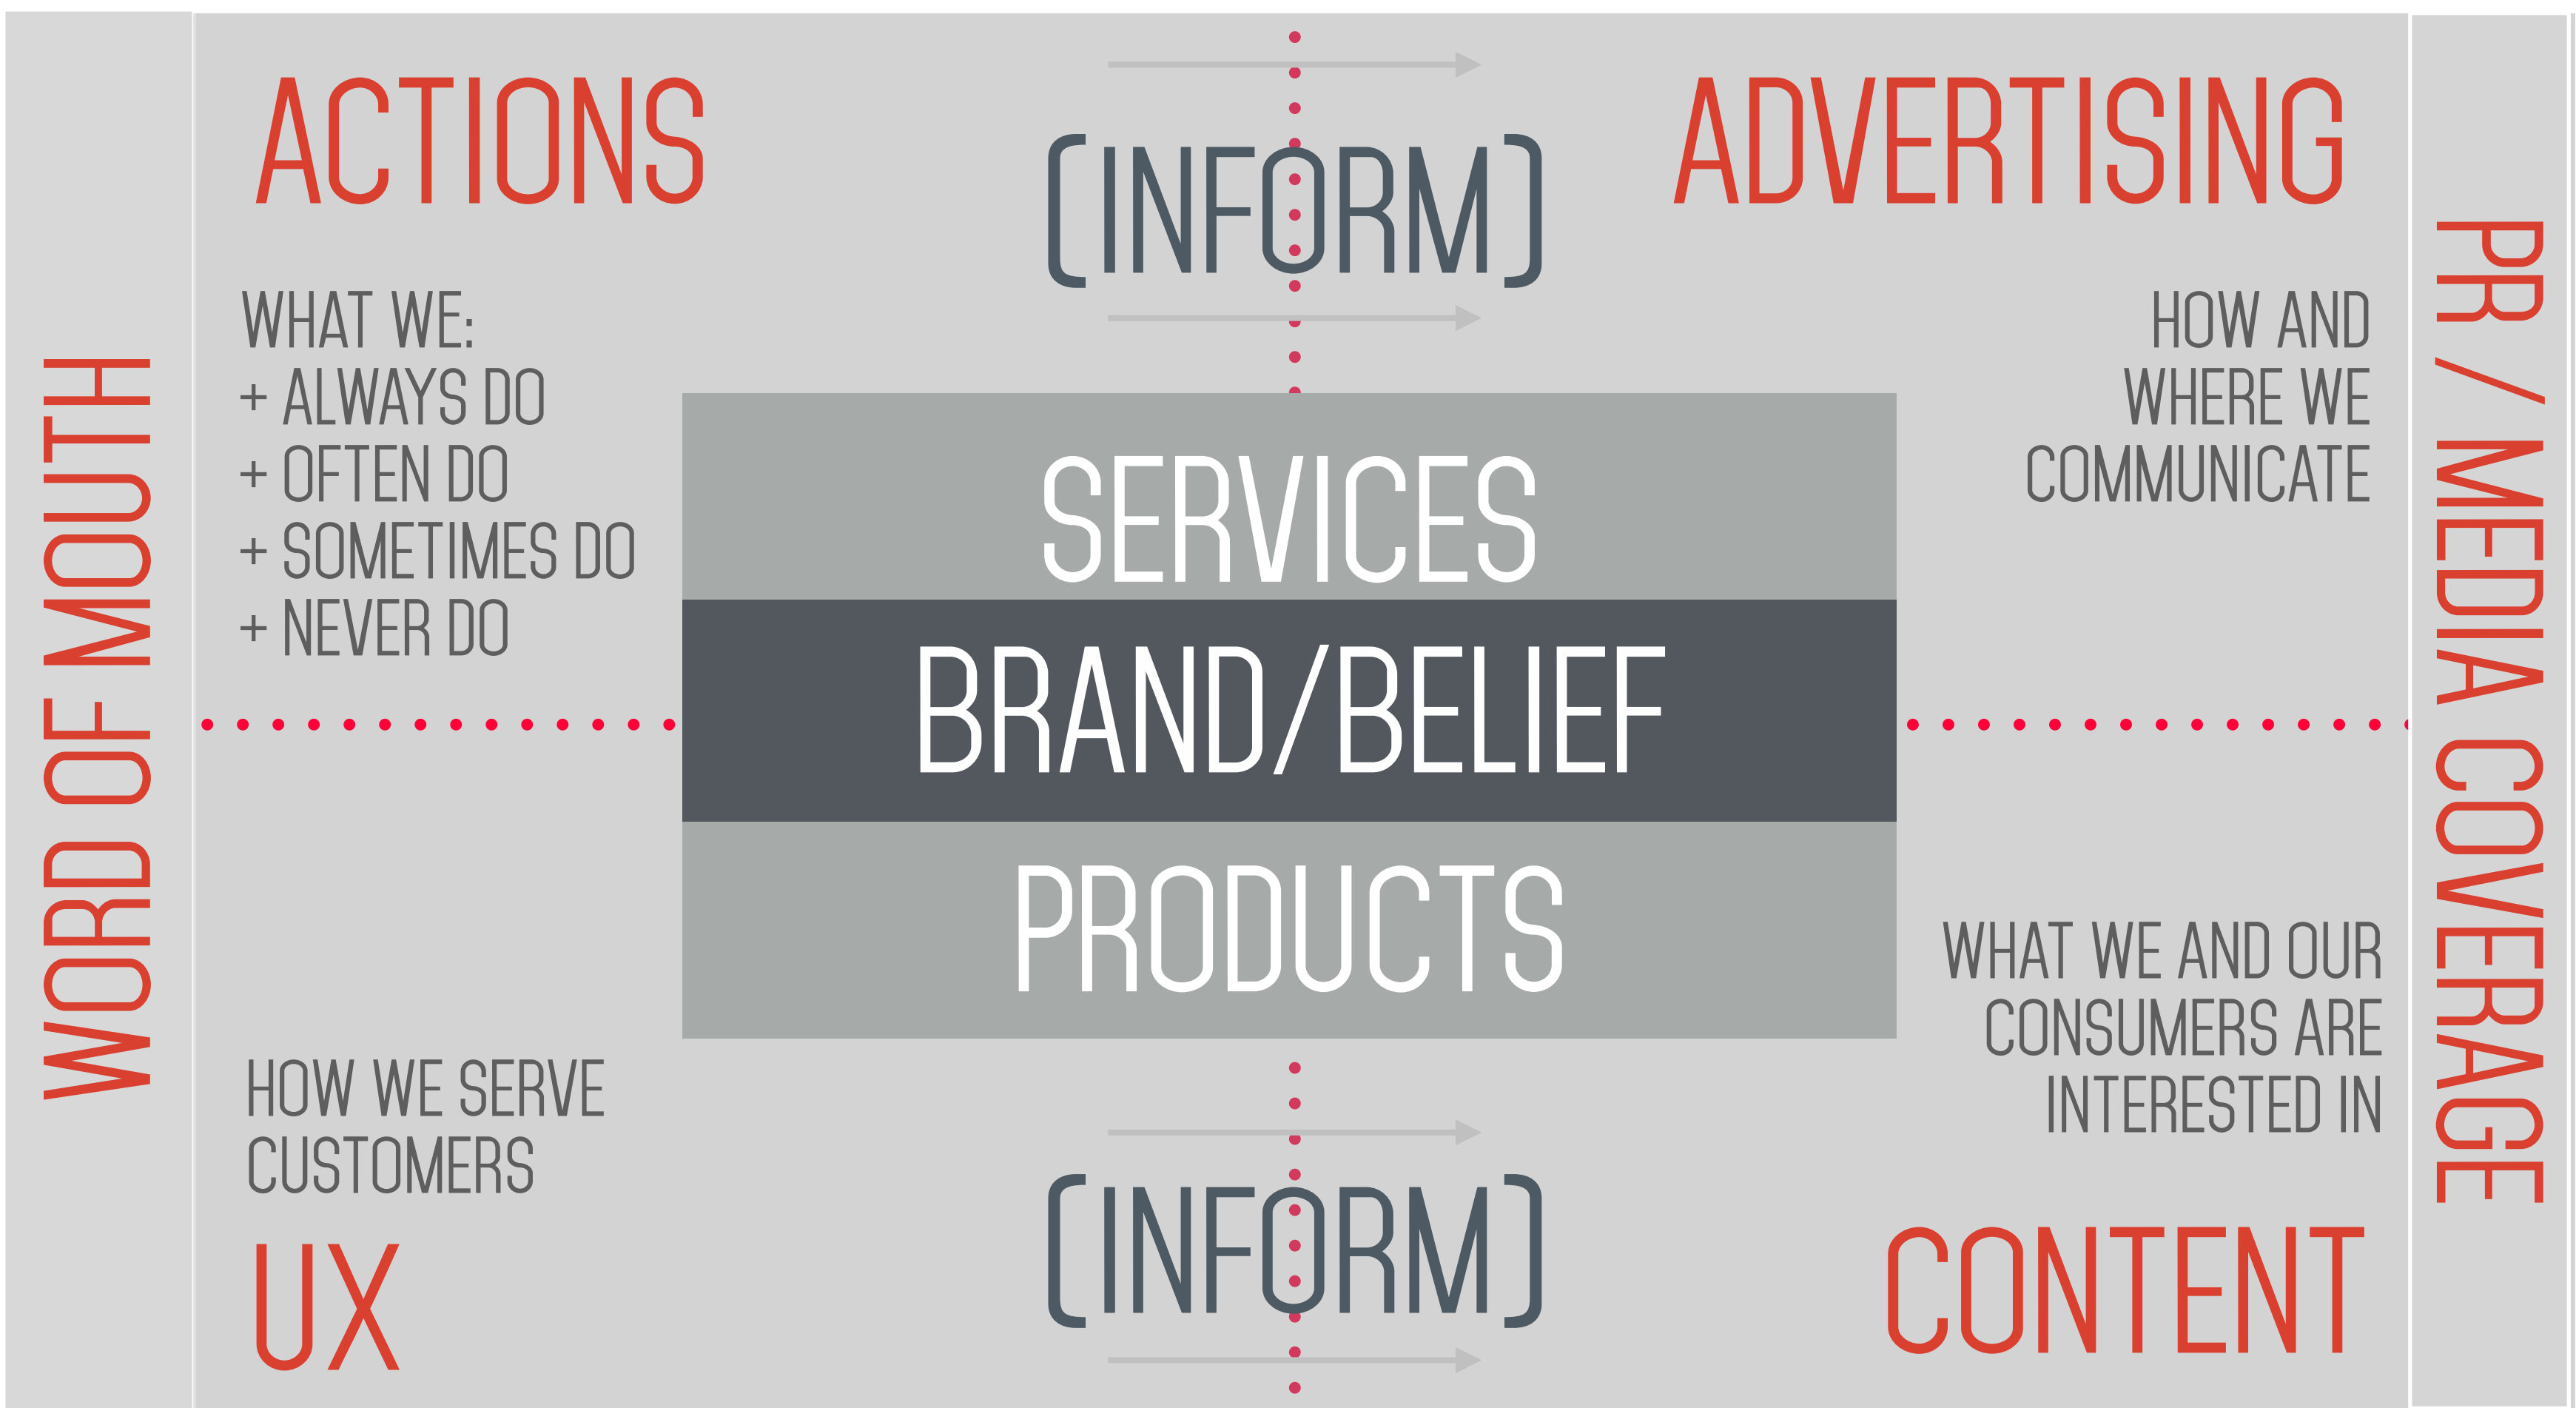 WORD OF MOUTH
ACTIONS
WHAT WE:
+ ALWAYS DO
+ OFTEN DO
+ SOMETIMES DO
+ NEVER DO
(INFORM)
ADVERTISING
HOW AND
WHERE WE
COMMUNICATE
SERVICES
BRAND/BELIEF
PRODUCTS
HOW WE SERVE
CUSTOMERS
UX
(INFORM)
WHAT WE AND OUR
CONSUMERS ARE
INTERESTED IN
CONTENT
PR / MEDIA COVERAGE